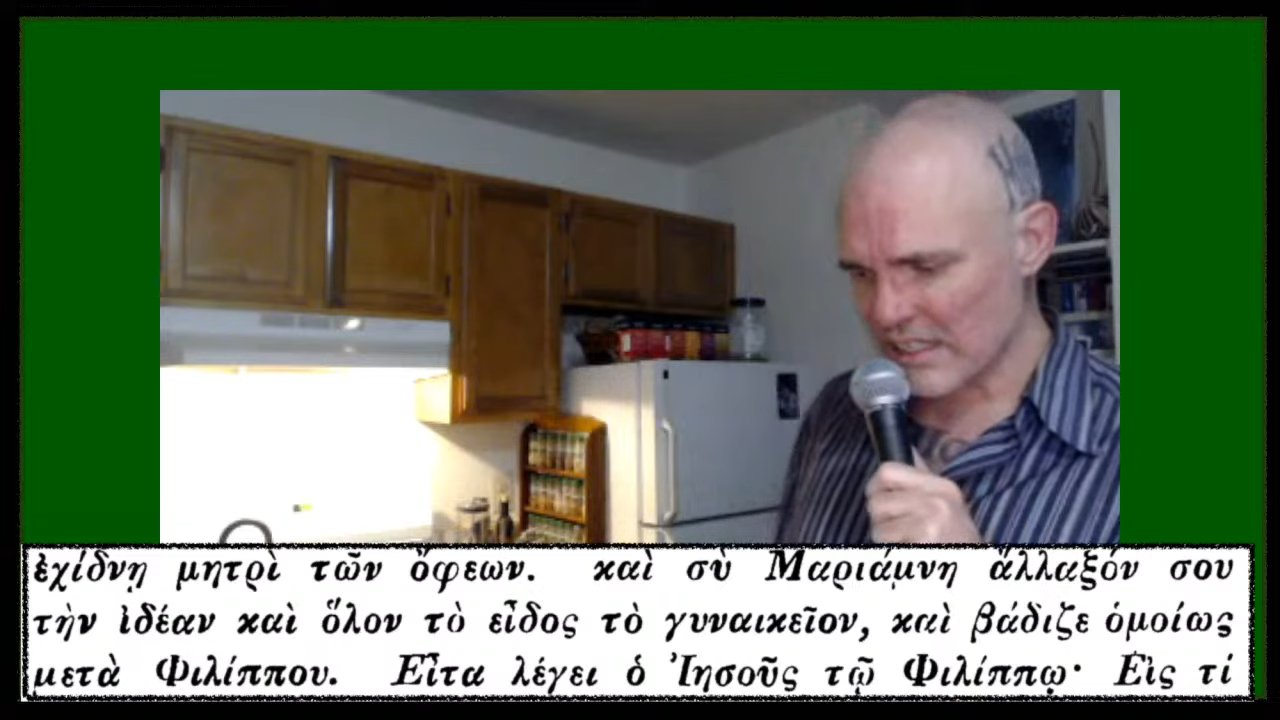 ἐχίδνῃ μητρὶ τῶν ὄφεων. καὶ σὺ Μαριάμνη ἄλλαξόν σου
τὴν ἰδέαν καὶ ὅλον τὸ εἶδος τὸ γυναικεῖον, καὶ βάδιζε ὁμοίως
μετὰ Φιλίππου. Εἶτα λέγει ὁ Ἰησοῦς τῷ Φιλίππῳ· Εἰς τί